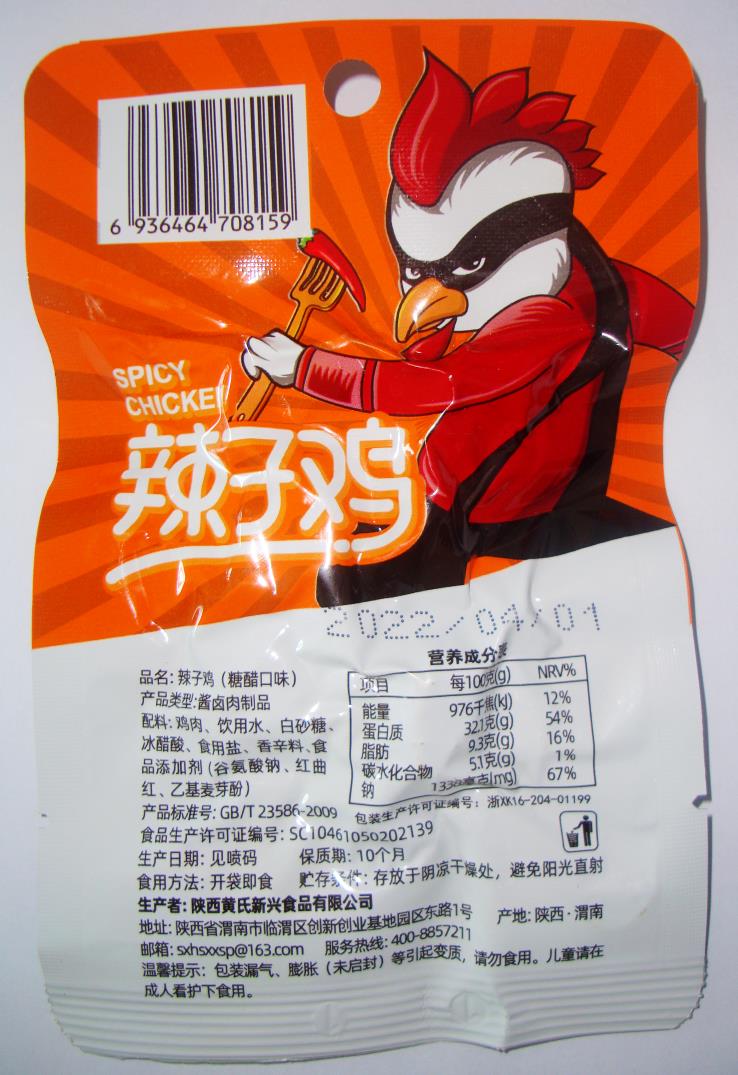 6 936464 708159
SPICY
CHICKE
辣子鸡
2022/04/01
营养成分表
项目 每100克(g) NRV%
能量 976千焦(kJ) 12%
蛋白质 32.1克(g) 54%
脂肪 9.3克(g) 16%
碳水化合物 5.1克(g) 1%
钠 1338毫克(mg) 67%
品名: 辣子鸡（糖醋口味）
产品类型:酱卤肉制品
配料: 鸡肉、饮用水、白砂糖、
冰醋酸、食用盐、香辛料、食
品添加剂（谷氨酸钠、红曲
红、乙基麦芽酚）
产品标准号: GB/T 23586-2009
包装生产许可证编号: 浙XK16-204-01199
食品生产许可证编号: SC10461050202139
生产日期: 见喷码 保质期: 10个月
食用方法: 开袋即食 贮存条件: 存放于阴凉干燥处，避免阳光直射
生产者: 陕西黄氏新兴食品有限公司
地址: 陕西省渭南市临渭区创新创业基地园区东路1号 产地: 陕西·渭南
邮箱: sxhsxxsp@163.com 服务热线: 400-8857211
温馨提示: 包装漏气、膨胀（未启封）等引起变质，请勿食用。儿童请在
成人看护下食用。